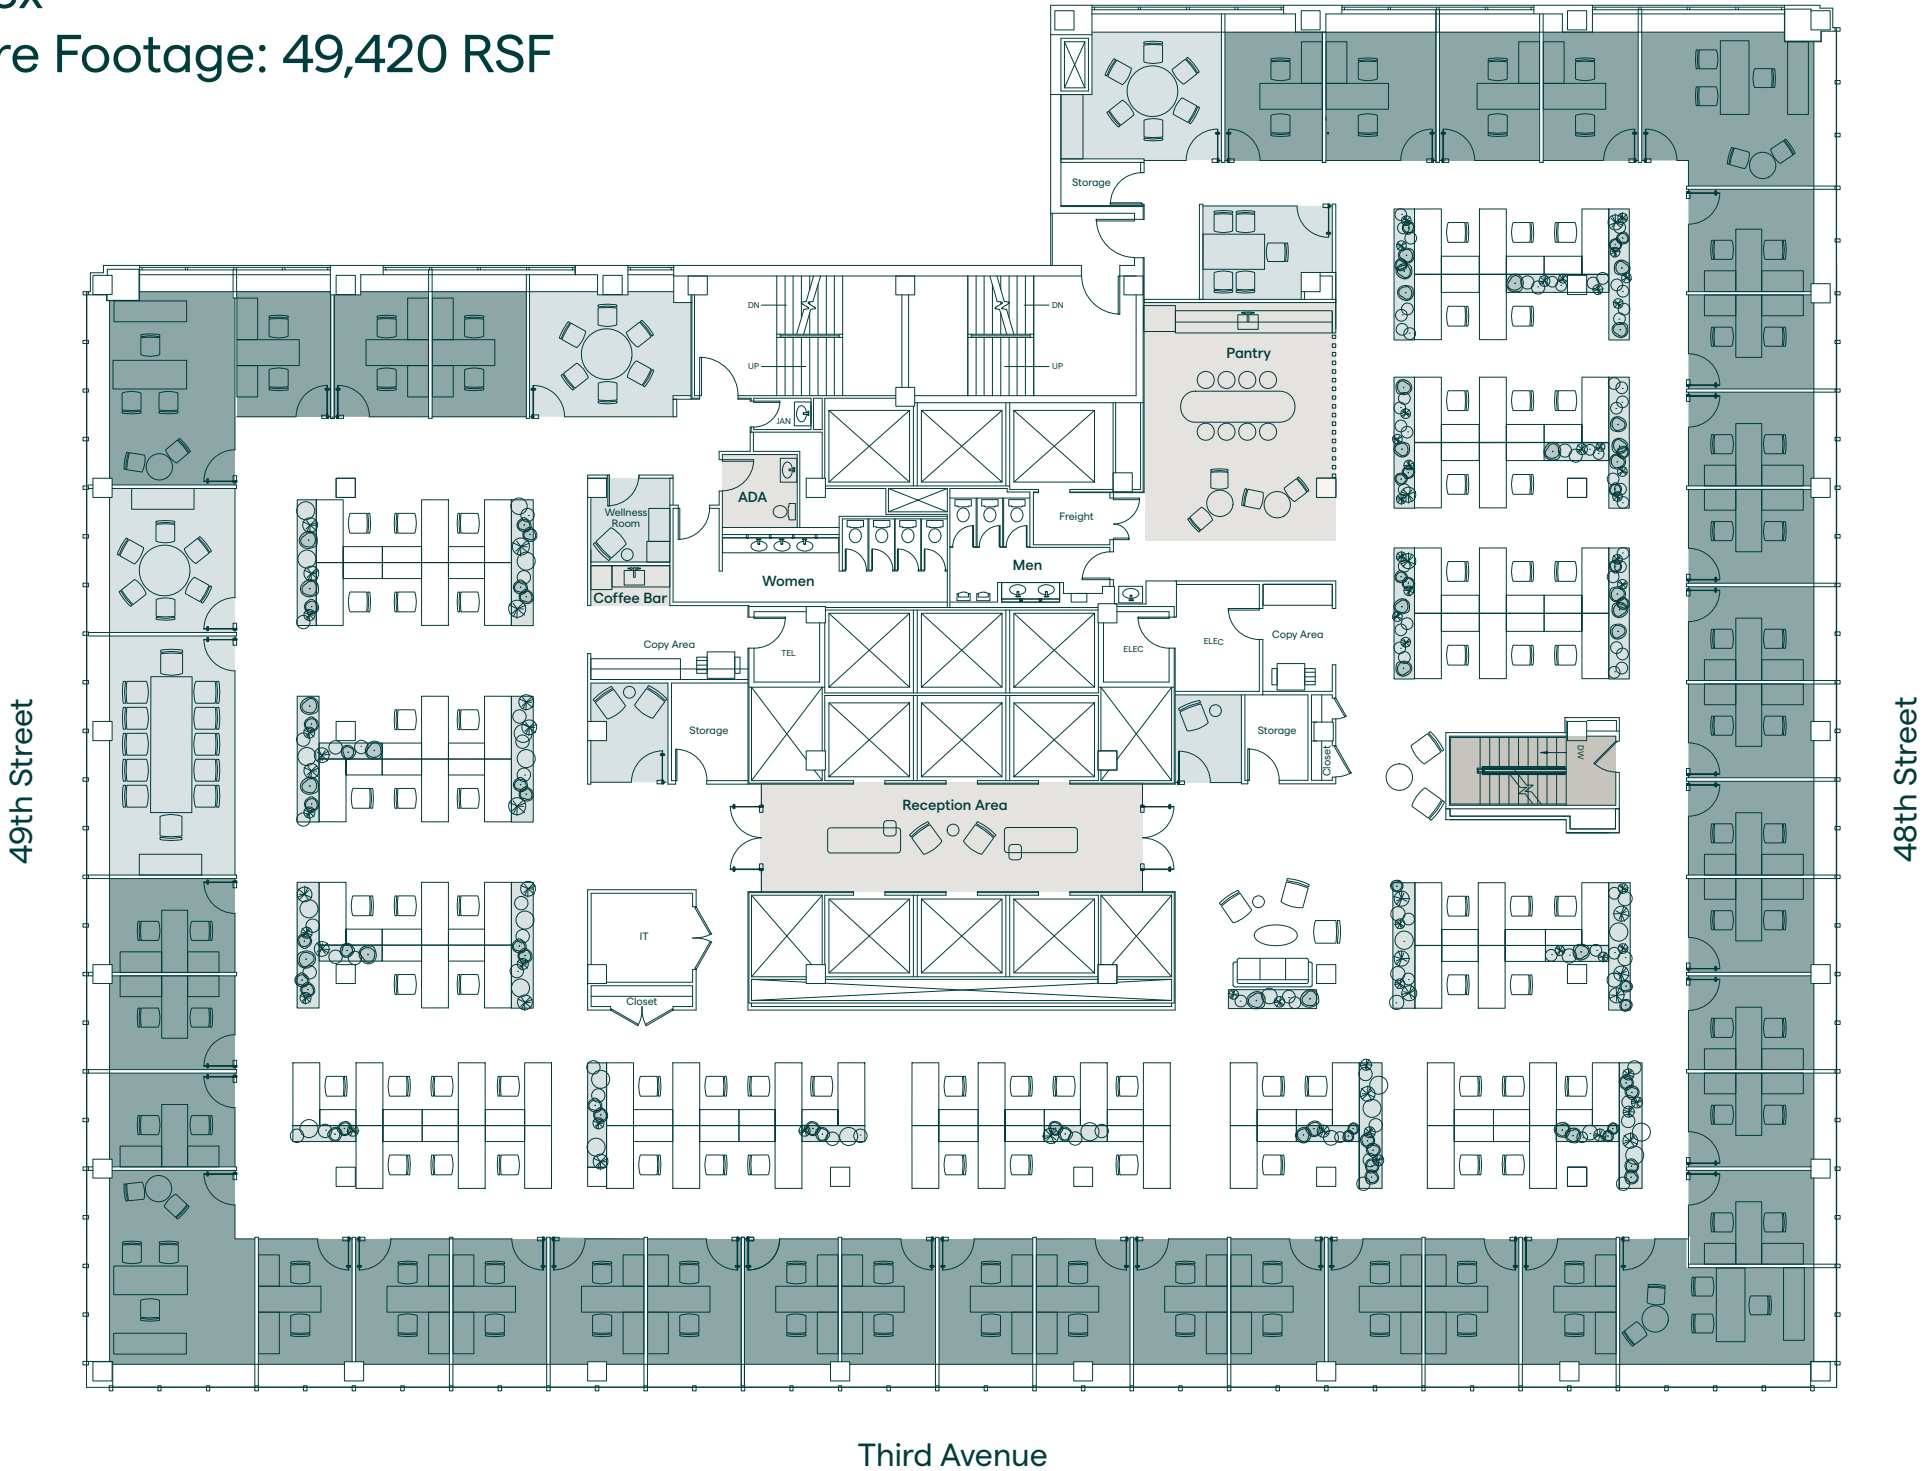 re Footage: 49,420 RSF
Storage
DN
DN
Pantry
UP
UP
JAN
ADA
Wellness
Room
Freight
Men
Women
Coffee Bar
Copy Area
TEL
ELEC
ELEC
Copy Area
49th Street
48th Street
Storage
Storage
Closet
DW
Reception Area
IT
Closet
Third Avenue